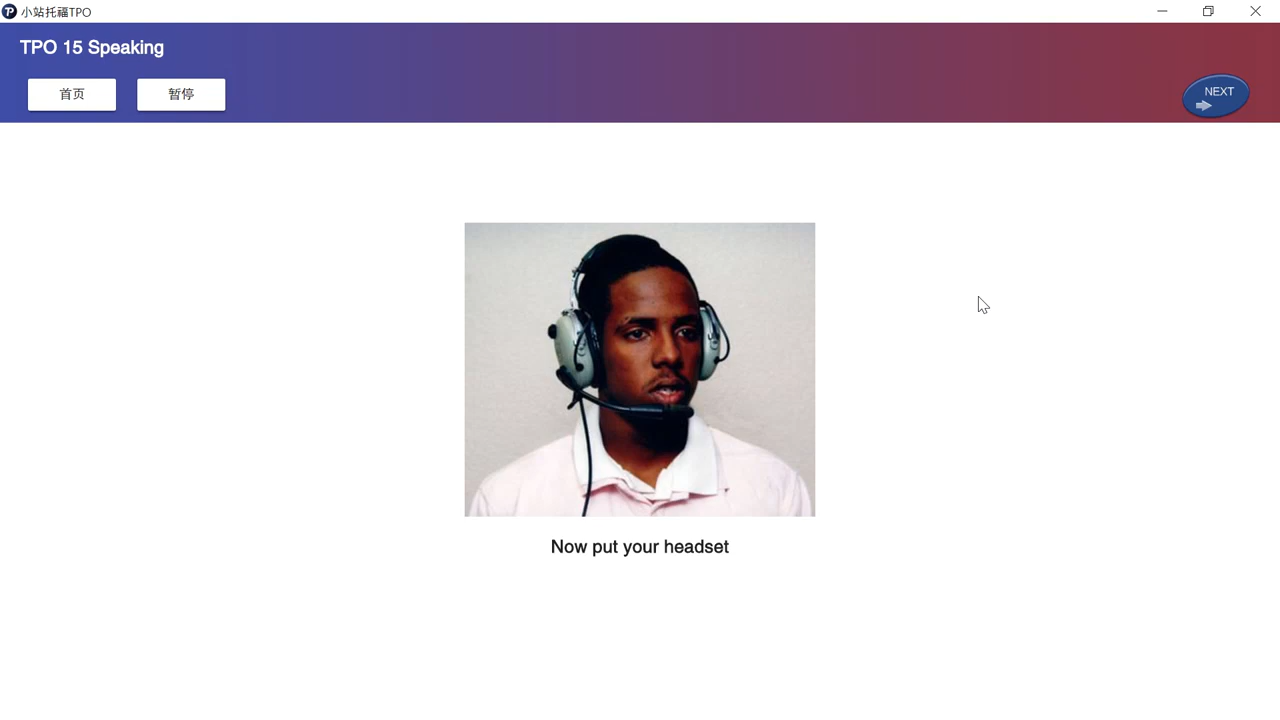 小站托福TPO
TPO 15 Speaking
首页
暂停
NEXT
Now put your headset